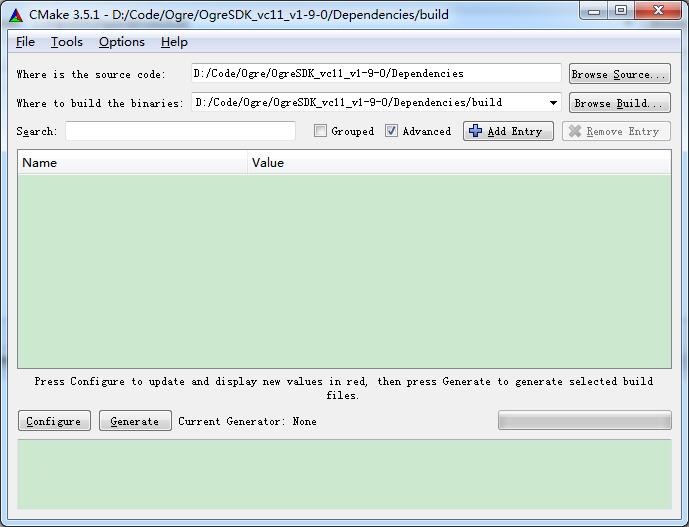 CMake 3.5.1 - D:/Code/Ogre/OgreSDK_vc11_v1-9-0/Dependencies/build
File Tools Options Help
Where is the source code: D:/Code/Ogre/OgreSDK_vc11_v1-9-0/Dependencies Browse Source...
Where to build the binaries: D:/Code/Ogre/OgreSDK_vc11_v1-9-0/Dependencies/build Browse Build...
Search: Grouped Advanced Add Entry Remove Entry
Name Value
Press Configure to update and display new values in red, then press Generate to generate selected build
files.
Configure Generate Current Generator: None